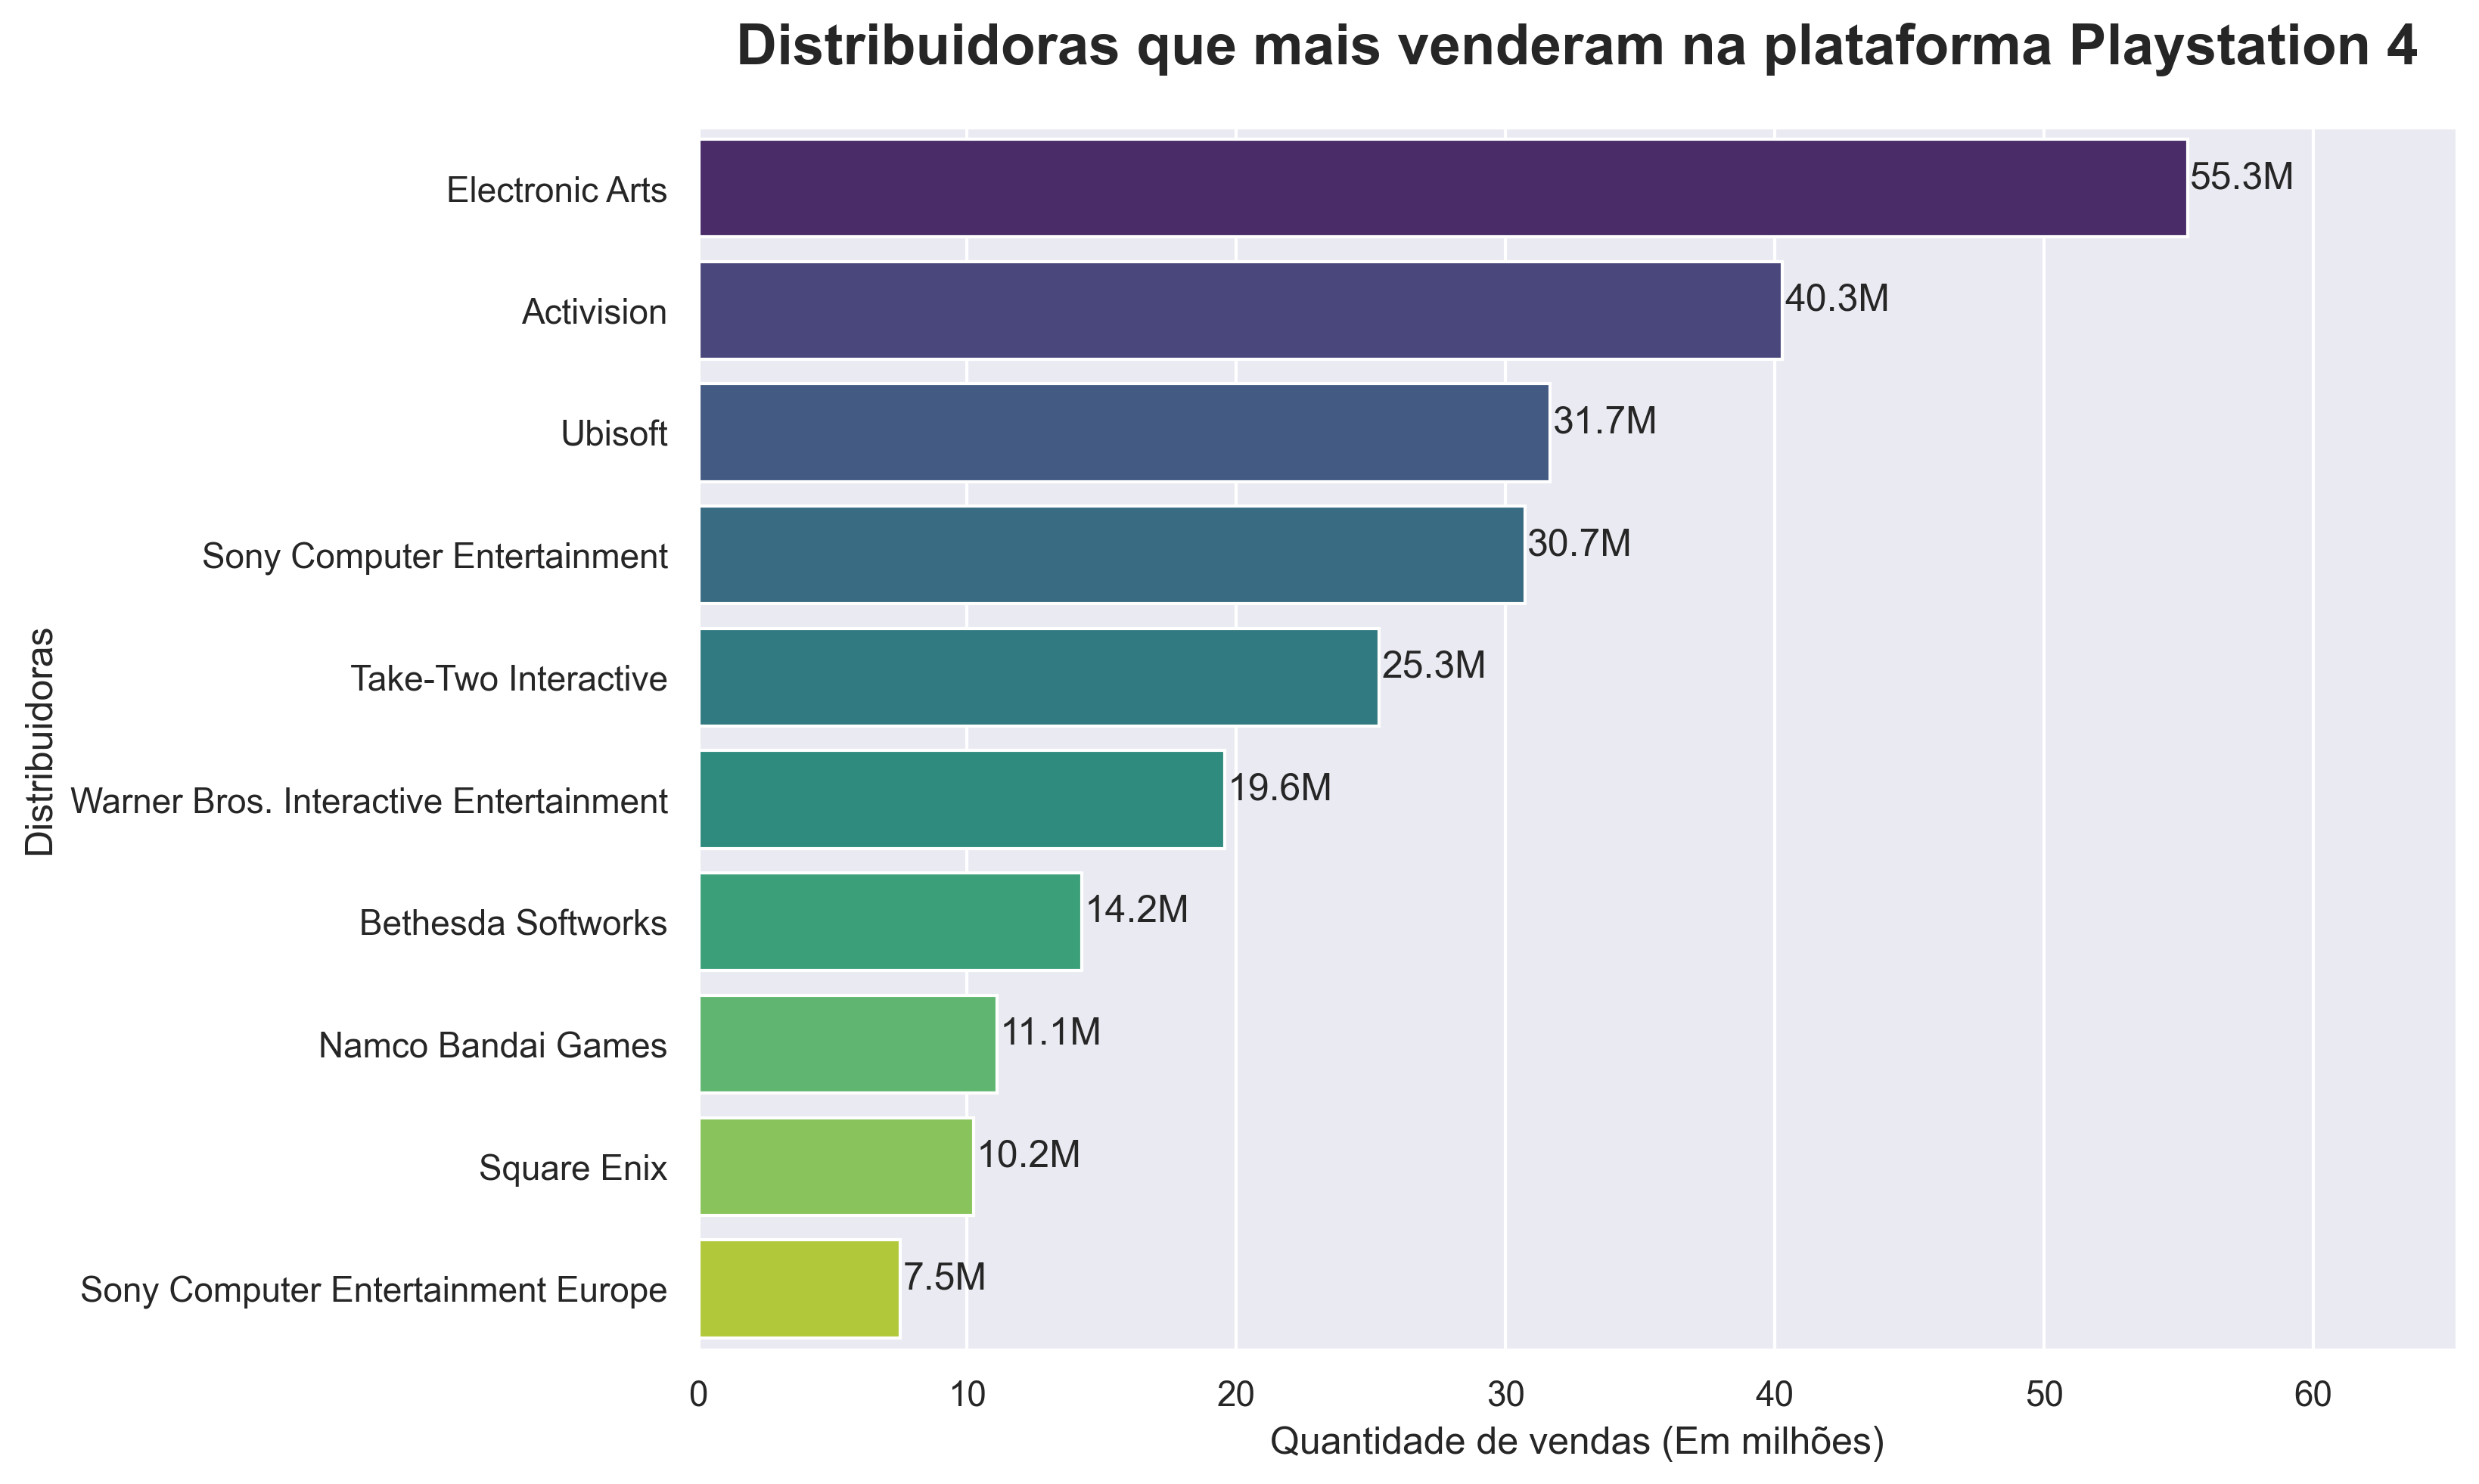 Distribuidoras que mais venderam na plataforma Playstation 4
Electronic Arts
55.3M
Activision
40.3M
Ubisoft
31.7M
Sony Computer Entertainment
30.7M
Take-Two Interactive
25.3M
Warner Bros. Interactive Entertainment
19.6M
Bethesda Softworks
14.2M
Namco Bandai Games
11.1M
Square Enix
10.2M
Sony Computer Entertainment Europe
7.5M
Distribuidoras
0 10 20 30 40 50 60
Quantidade de vendas (Em milhões)